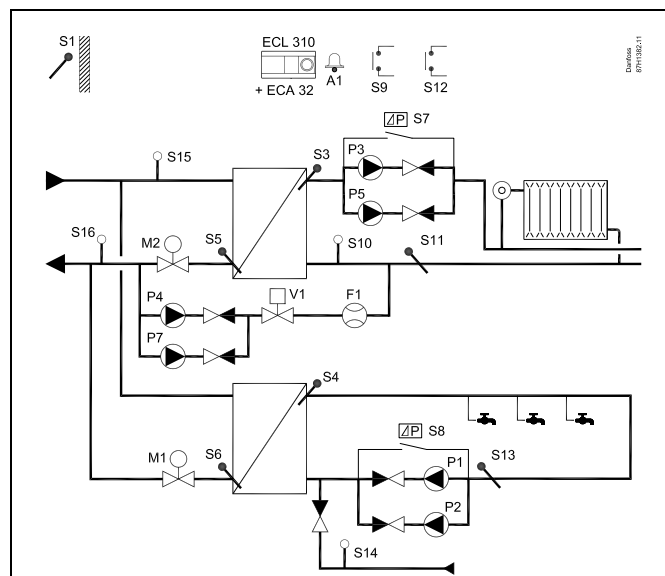 S1
ECL 310
+ ECA 32
A1
S9
S12
Danfoss
87H1382.11
⊿P S7
S15
S3
P3
P5
S16
M2
S5
S10
S11
P4
V1
F1
P7
S4
⊿P S8
M1
S6
P1
S13
P2
S14